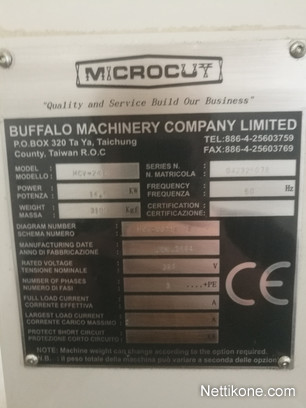 MICROCUT
"Quality and Service Build Our Business"
BUFFALO MACHINERY COMPANY LIMITED
P.O.BOX 320 Ta Ya, Taichung
County, Taiwan R.O.C
TEL:886-4-25603759
FAX:886-4-25603769
MODEL
MODELLO
SERIES N.
N. MATRICOLA
POWER
POTENZA
FREQUENCY
FREQUENZA
50 Hz
WEIGHT
MASSA
Kgf
CERTIFICATION
CERTIFICAZIONE
DIAGRAM NUMBER
SCHEMA NUMERO
MANUFACTURING DATE
ANNO DI FABBRICAZIONE
RATED VOLTAGE
TENSIONE NOMINALE
V
NUMBER OF PHASES
NUMERO DI FASI
3 ....+PE
FULL LOAD CURRENT
CORRENTE EFFETTIVA
A
LARGEST LOAD CURRENT
CORRENTE CARICO MASSIMO
A
PROTECT SHORT CIRCUIT
PROTEZIONE CORTO-CIRCUITO
CE
NOTE: Machine weight can change according to the option required.
N.B. : Il peso totale della macchina può variare a seconda delle opzioni.
Nettikone.com